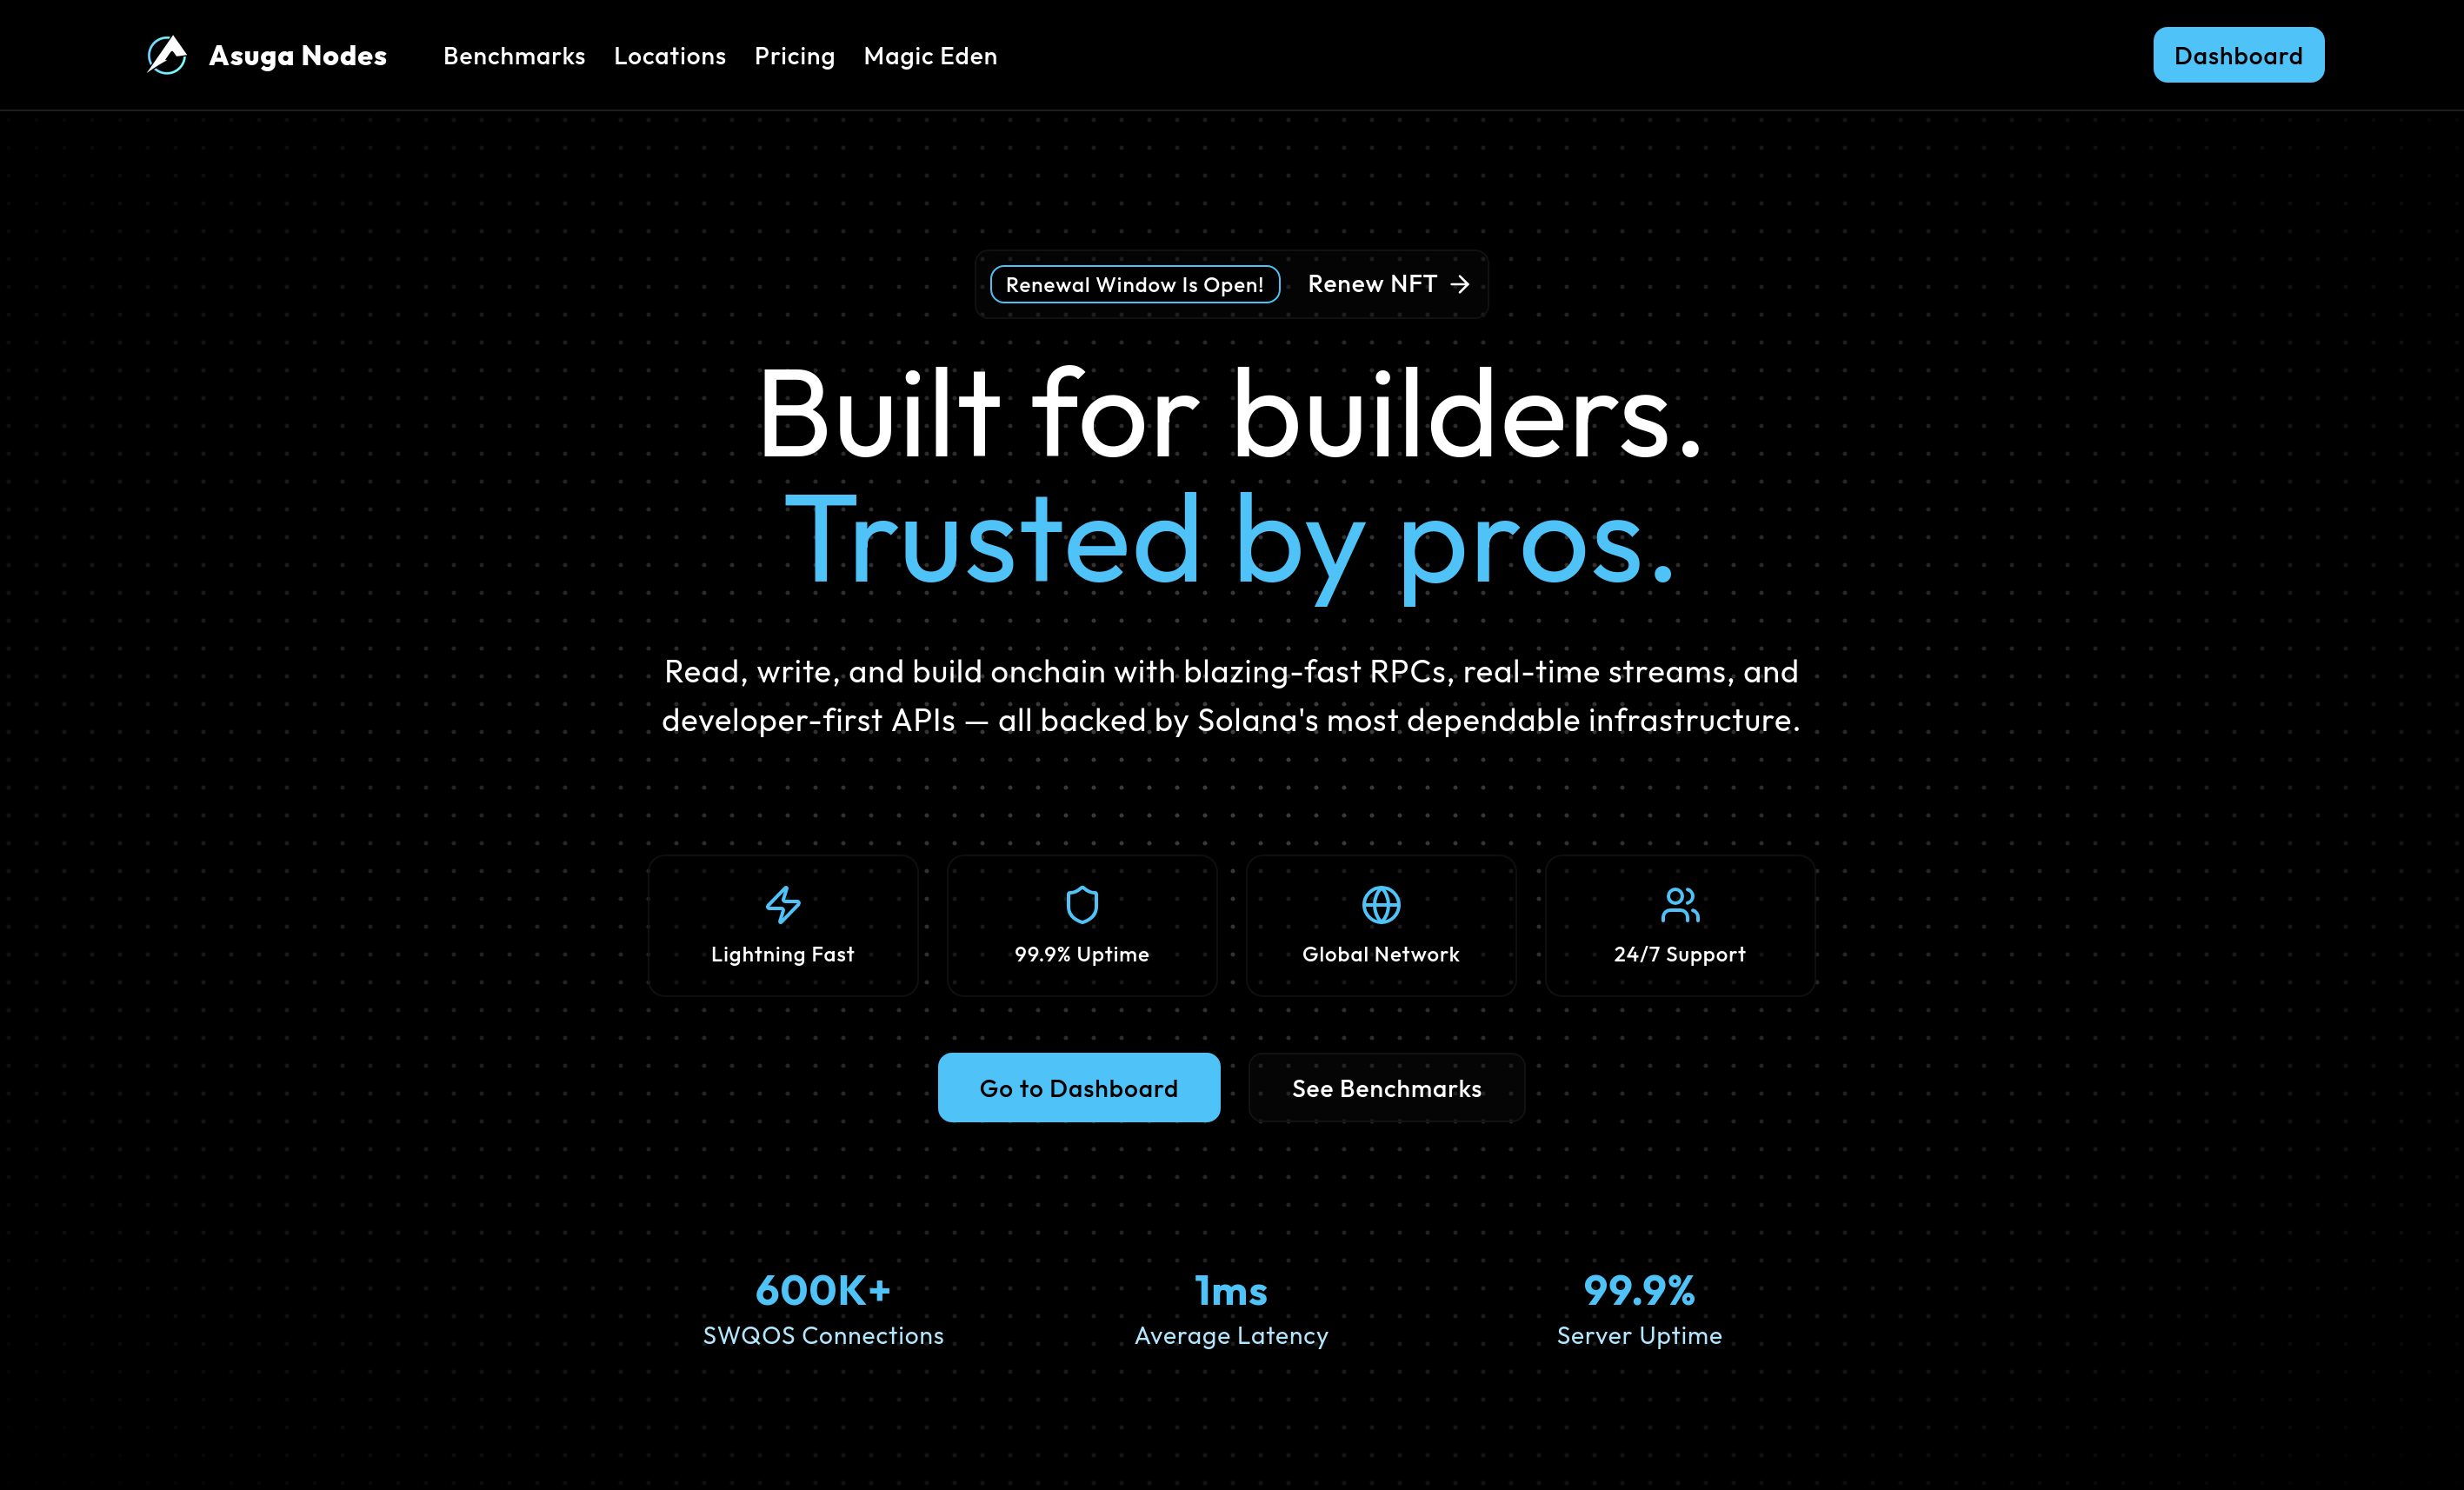 Asuga Nodes
Benchmarks
Locations
Pricing
Magic Eden
Dashboard
Renewal Window Is Open!
Renew NFT →
Built for builders.
Trusted by pros.
Read, write, and build onchain with blazing-fast RPCs, real-time streams, and
developer-first APIs — all backed by Solana's most dependable infrastructure.
Lightning Fast
99.9% Uptime
Global Network
24/7 Support
Go to Dashboard
See Benchmarks
600K+
SWQOS Connections
1ms
Average Latency
99.9%
Server Uptime